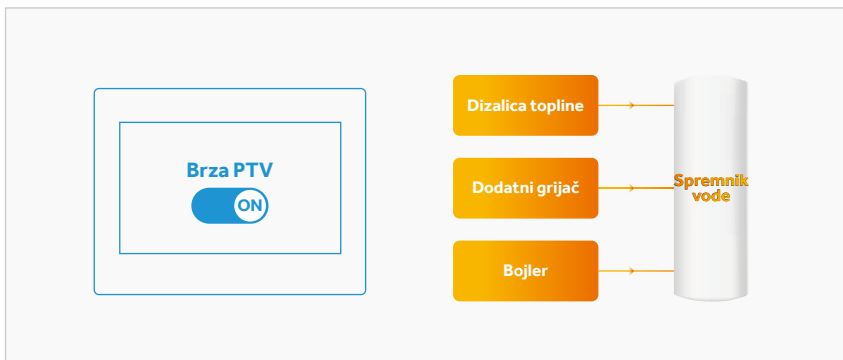 Brza PTV
ON
Dizalica topline
Dodatni grijač
Bojler
Spremnik
vode